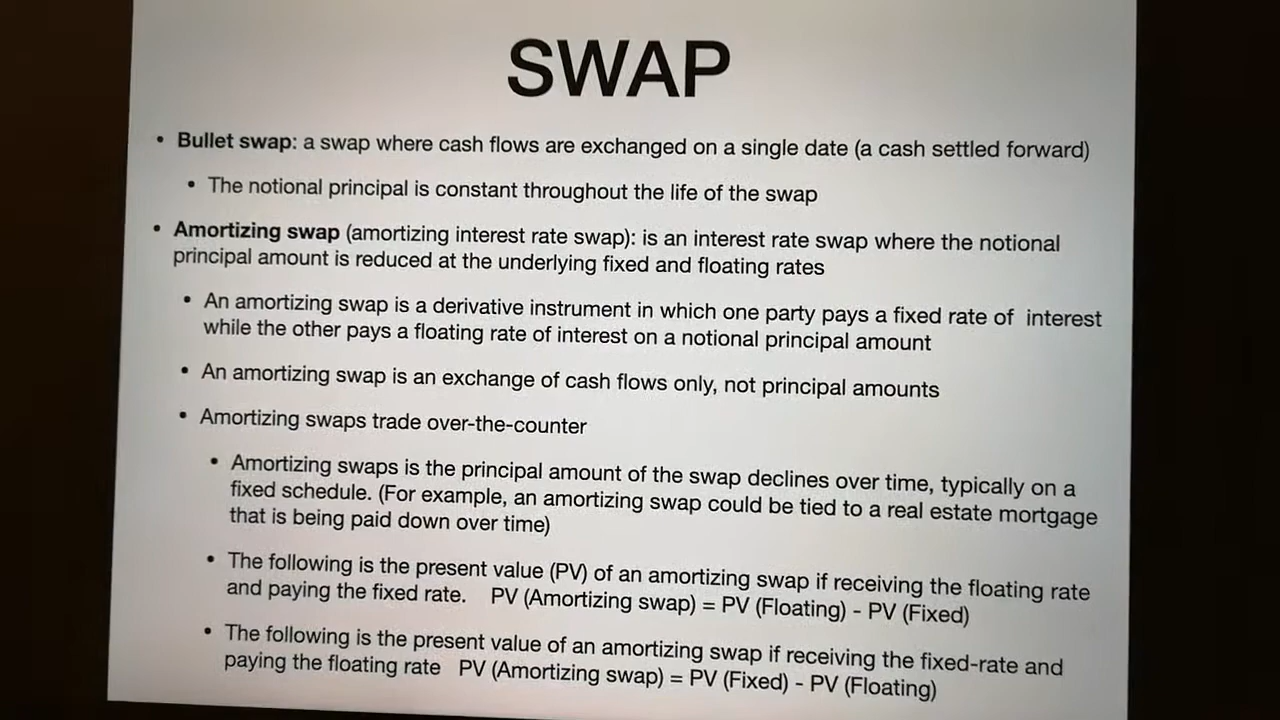 SWAP
• Bullet swap: a swap where cash flows are exchanged on a single date (a cash settled forward)
• The notional principal is constant throughout the life of the swap
• Amortizing swap (amortizing interest rate swap): is an interest rate swap where the notional
principal amount is reduced at the underlying fixed and floating rates
• An amortizing swap is a derivative instrument in which one party pays a fixed rate of interest
while the other pays a floating rate of interest on a notional principal amount
• An amortizing swap is an exchange of cash flows only, not principal amounts
• Amortizing swaps trade over-the-counter
• Amortizing swaps is the principal amount of the swap declines over time, typically on a
fixed schedule. (For example, an amortizing swap could be tied to a real estate mortgage
that is being paid down over time)
• The following is the present value (PV) of an amortizing swap if receiving the floating rate
and paying the fixed rate. PV (Amortizing swap) = PV (Floating) - PV (Fixed)
• The following is the present value of an amortizing swap if receiving the fixed-rate and
paying the floating rate PV (Amortizing swap) = PV (Fixed) - PV (Floating)